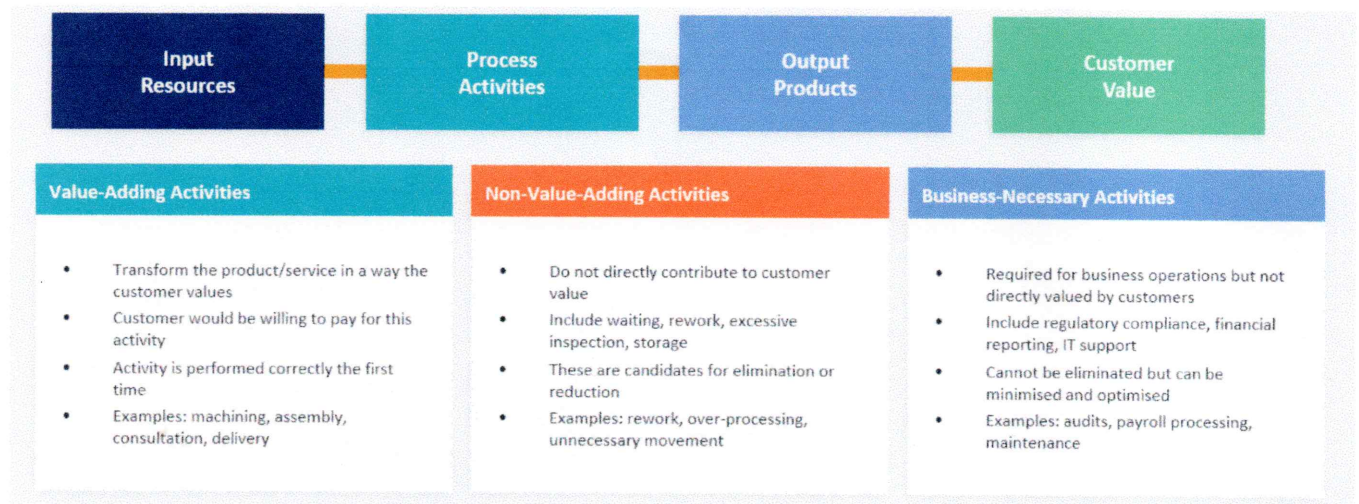 Input
Resources
Process
Activities
Output
Products
Customer
Value
Value-Adding Activities
• Transform the product/service in a way the
customer values
• Customer would be willing to pay for this
activity
• Activity is performed correctly the first
time
• Examples: machining, assembly,
consultation, delivery
Non-Value-Adding Activities
• Do not directly contribute to customer
value
• Include waiting, rework, excessive
inspection, storage
• These are candidates for elimination or
reduction
• Examples: rework, over-processing,
unnecessary movement
Business-Necessary Activities
• Required for business operations but not
directly valued by customers
• Include regulatory compliance, financial
reporting, IT support
• Cannot be eliminated but can be
minimised and optimised
• Examples: audits, payroll processing,
maintenance